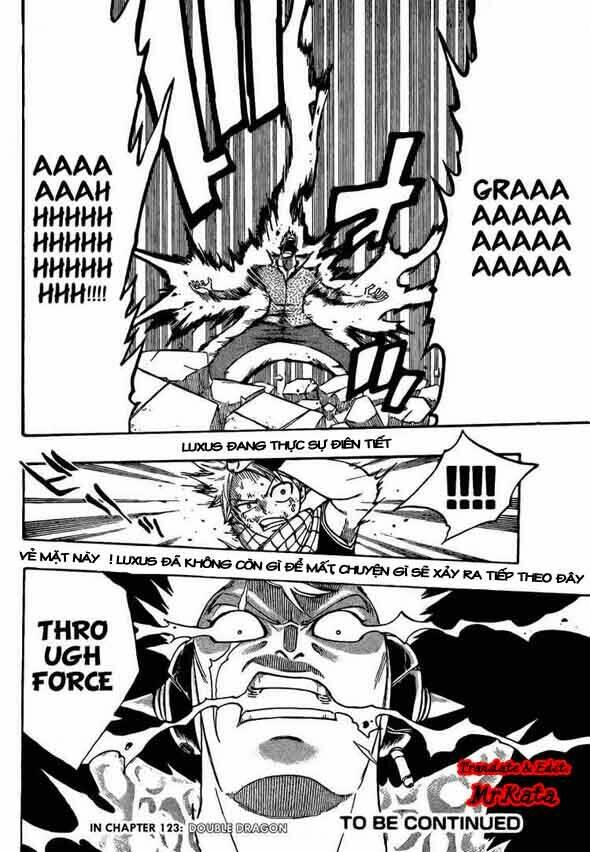 GRAAA
AAAAA
AAAAA
AAAAA
AAAA
AAAH
HHHHH
HHHHH
HHHHH
HHH!!!!
LUXUS ĐANG THỰC SỰ ĐIÊN TIẾT
!!!!
VẺ MẶT NÀY ! LUXUS ĐÃ KHÔNG CÒN GÌ ĐỂ MẤT, CHUYỆN GÌ SẼ XẢY RA TIẾP THEO ĐÂY
THRO
UGH
FORCE
Translate & Edit:
MrKata
IN CHAPTER 123: DOUBLE DRAGON
TO BE CONTINUED